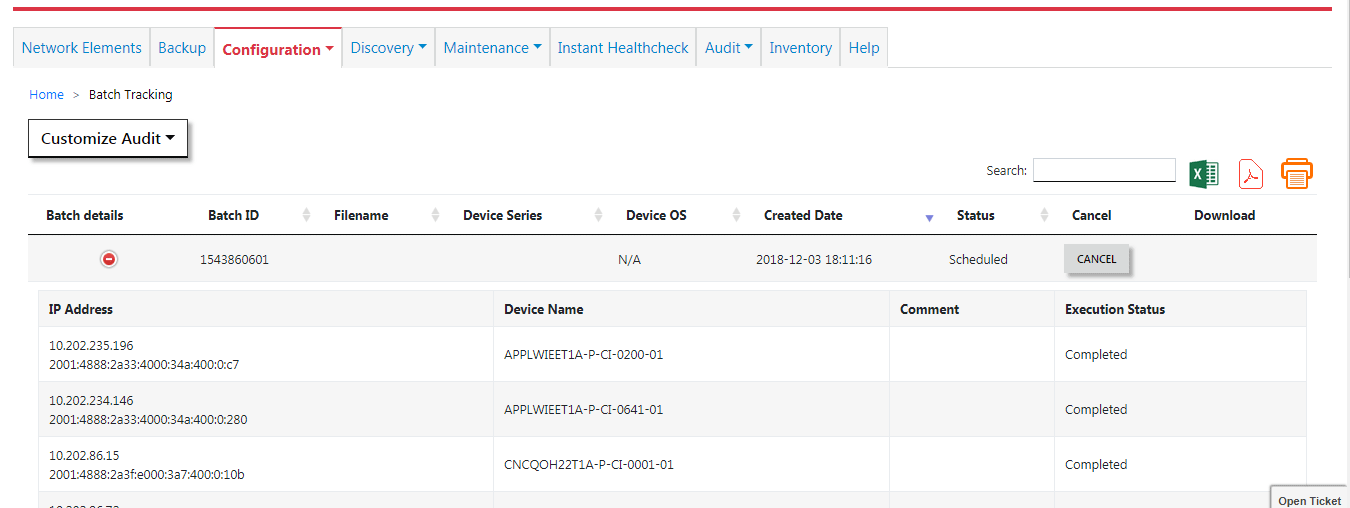 Network Elements Backup Configuration Discovery Maintenance Instant Healthcheck Audit Inventory Help
Home > Batch Tracking
Customize Audit
Search:
Batch details Batch ID Filename Device Series Device OS Created Date Status Cancel Download
1543860601 N/A 2018-12-03 18:11:16 Scheduled CANCEL
IP Address Device Name Comment Execution Status
10.202.235.196
2001:4888:2a33:4000:34a:400:0:c7
APPLWIEET1A-P-CI-0200-01 Completed
10.202.234.146
2001:4888:2a33:4000:34a:400:0:280
APPLWIEET1A-P-CI-0641-01 Completed
10.202.86.15
2001:4888:2a3f:e000:3a7:400:0:10b
CNCQOH22T1A-P-CI-0001-01 Completed
Open Ticket